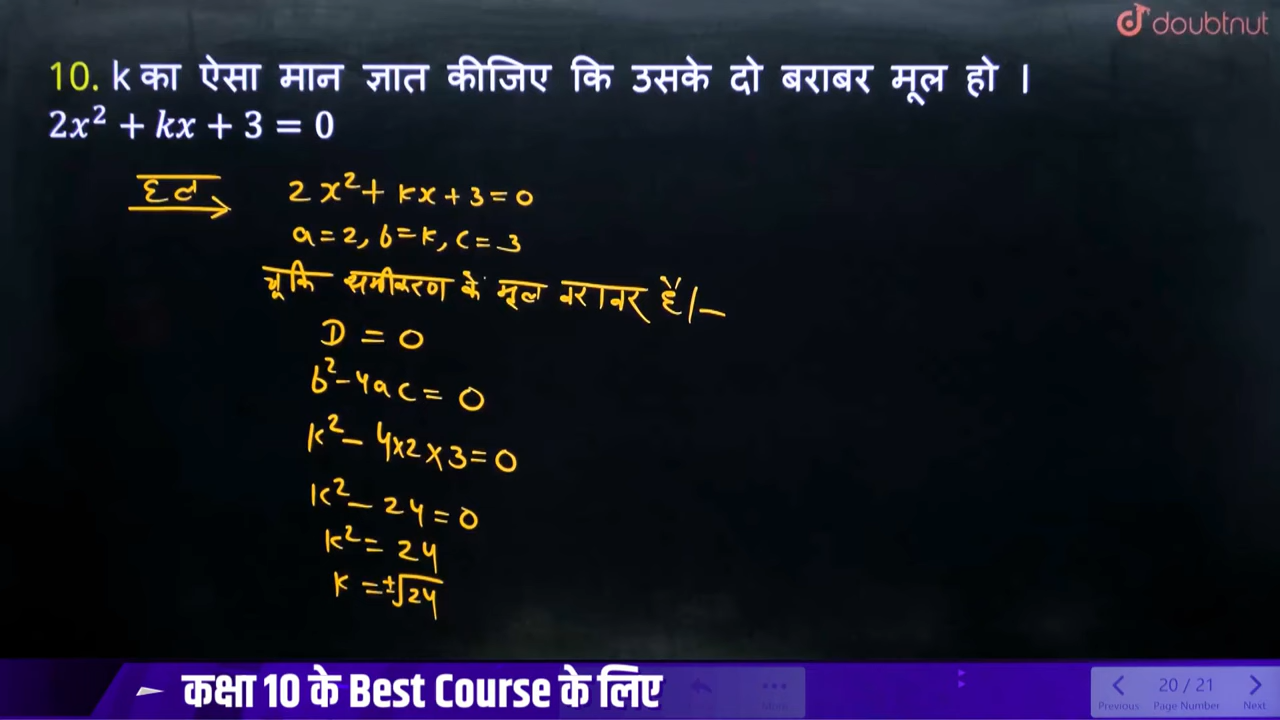 doubtnut
10. k का ऐसा मान ज्ञात कीजिए कि उसके दो बराबर मूल हो ।
2x² + kx + 3 = 0
हल
2x² + kx + 3 = 0
a = 2, b = k, c = 3
चूकि समीकरण के मूल बराबर हैं।–
D = 0
b² - 4ac = 0
k² - 4×2×3 = 0
k² - 24 = 0
k² = 24
k = ±√24
कक्षा 10 के Best Course के लिए
More
20 / 21
Previous Page Number Next